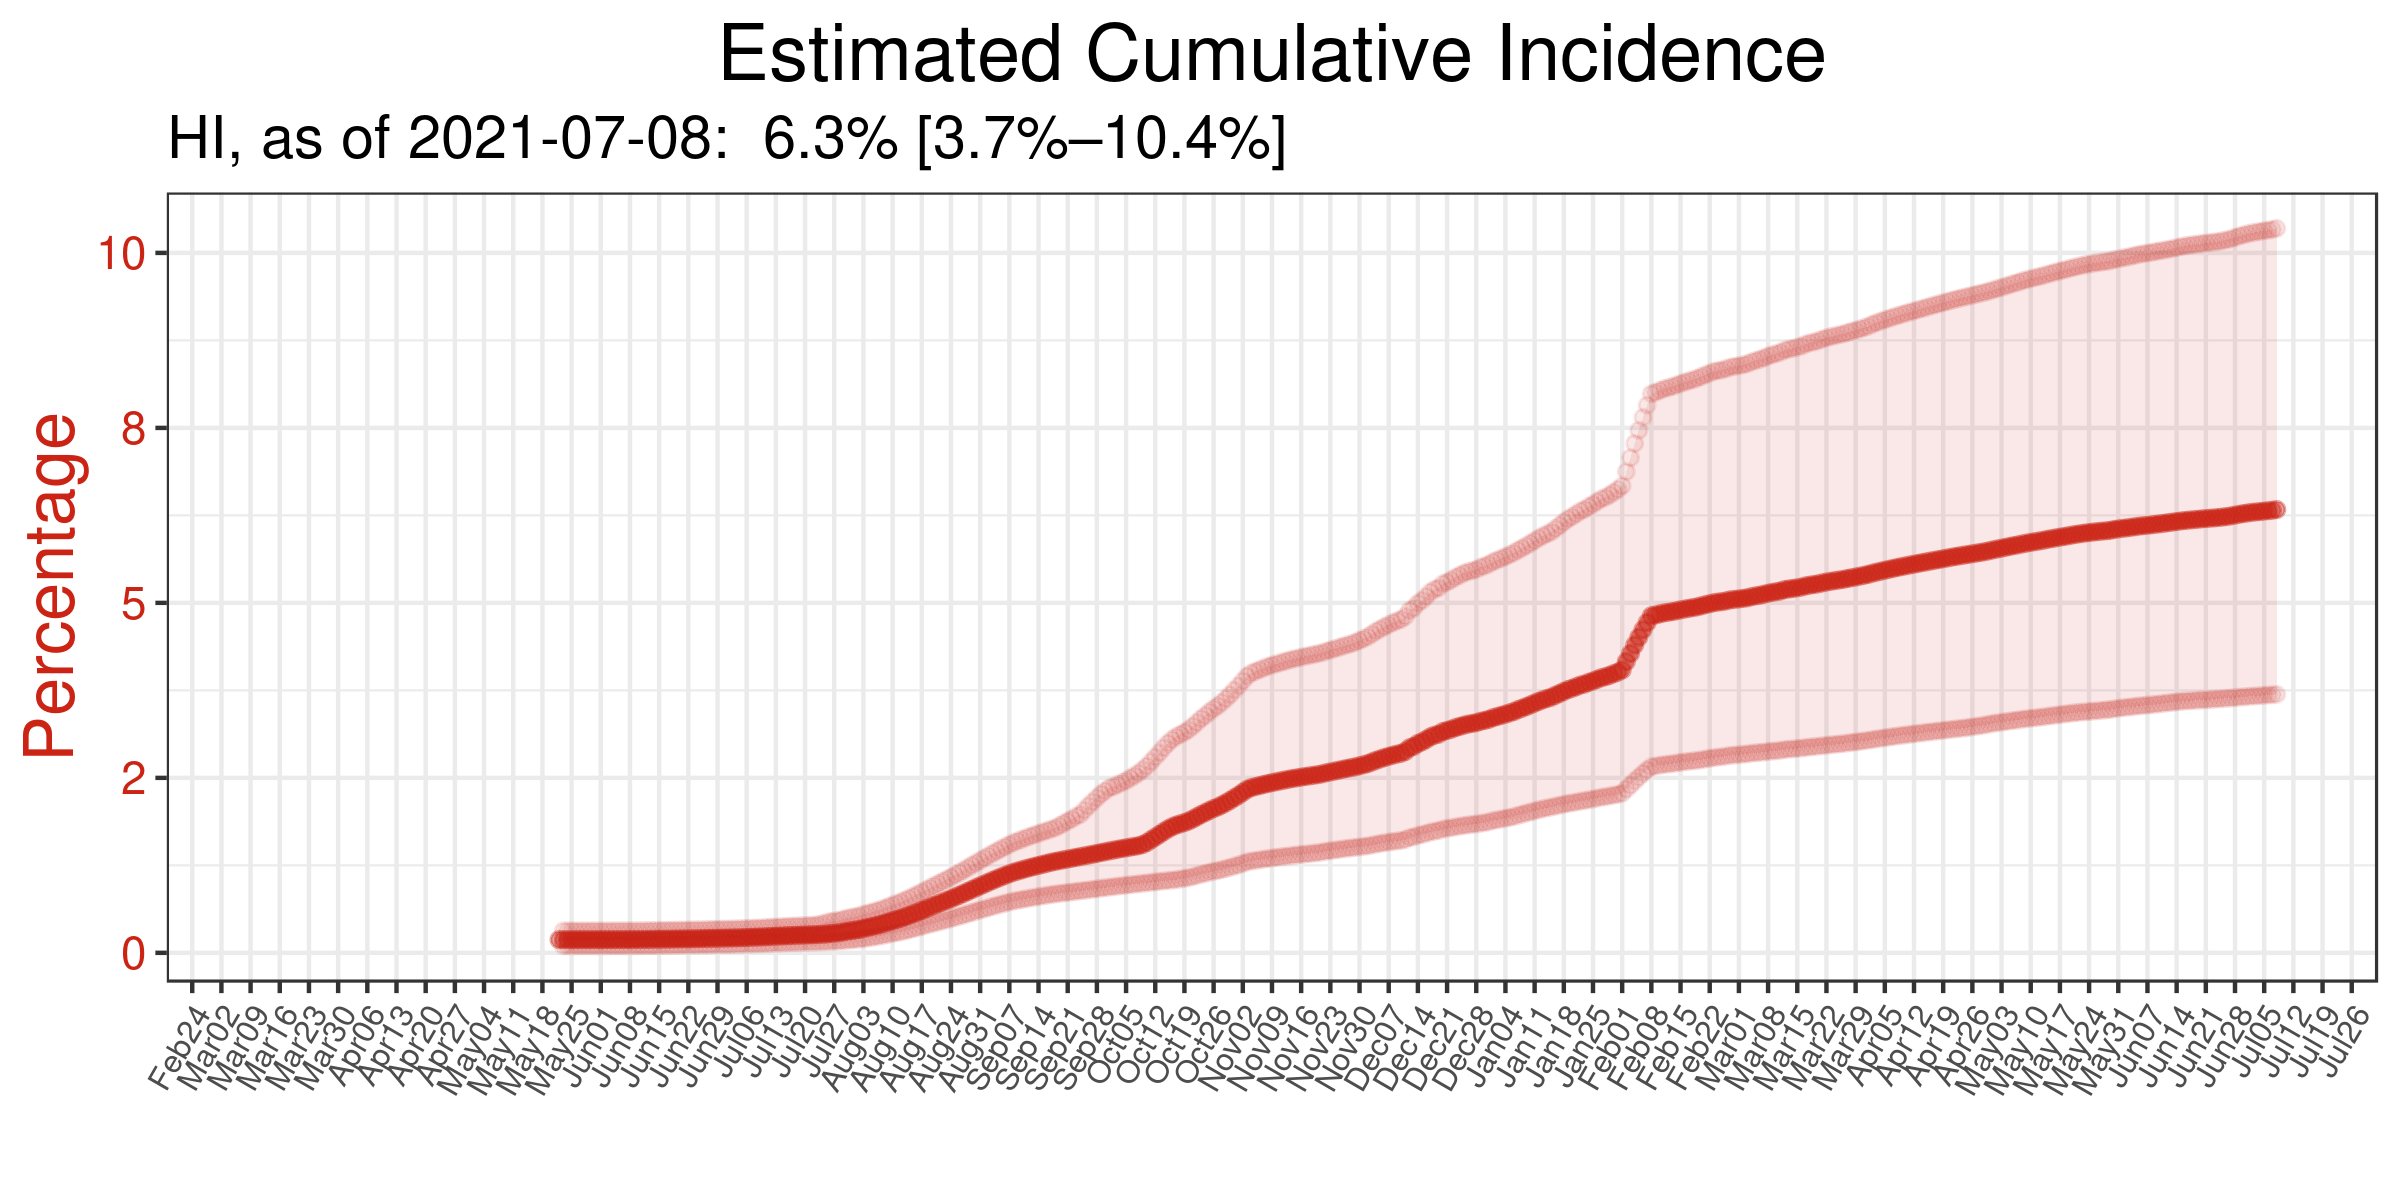 Estimated Cumulative Incidence
HI, as of 2021-07-08:  6.3% [3.7%–10.4%]
Percentage
10
8
5
2
0
Feb24
Mar02
Mar09
Mar16
Mar23
Mar30
Apr06
Apr13
Apr20
Apr27
May04
May11
May18
May25
Jun01
Jun08
Jun15
Jun22
Jun29
Jul06
Jul13
Jul20
Jul27
Aug03
Aug10
Aug17
Aug24
Aug31
Sep07
Sep14
Sep21
Sep28
Oct05
Oct12
Oct19
Oct26
Nov02
Nov09
Nov16
Nov23
Nov30
Dec07
Dec14
Dec21
Dec28
Jan04
Jan11
Jan18
Jan25
Feb01
Feb08
Feb15
Feb22
Mar01
Mar08
Mar15
Mar22
Mar29
Apr05
Apr12
Apr19
Apr26
May03
May10
May17
May24
May31
Jun07
Jun14
Jun21
Jun28
Jul05
Jul12
Jul19
Jul26